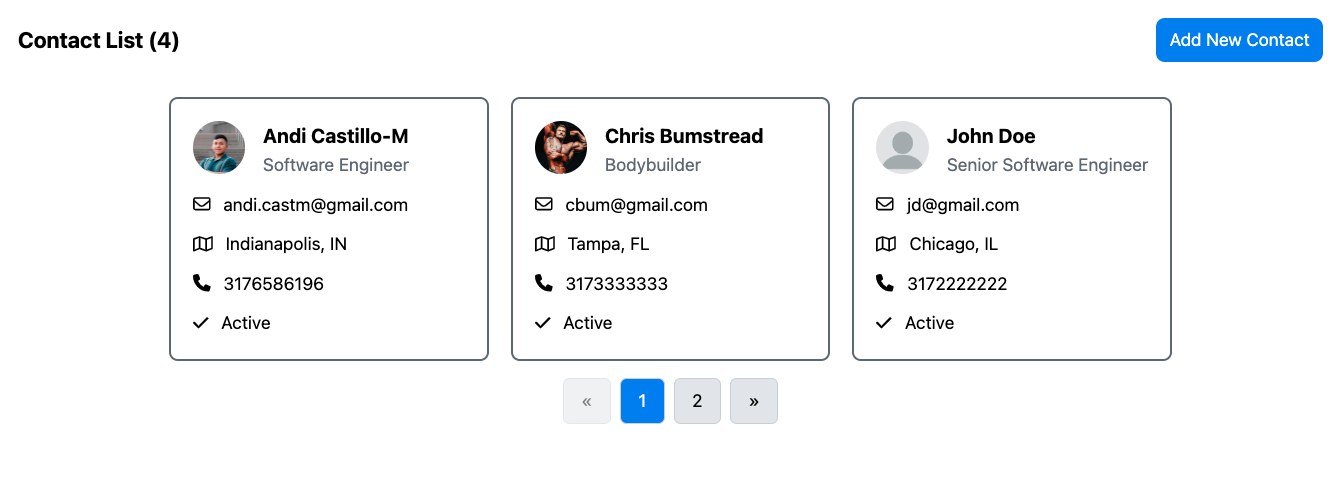 Contact List (4)
Add New Contact
Andi Castillo-M
Software Engineer
andi.castm@gmail.com
Indianapolis, IN
3176586196
Active
Chris Bumstread
Bodybuilder
cbum@gmail.com
Tampa, FL
3173333333
Active
John Doe
Senior Software Engineer
jd@gmail.com
Chicago, IL
3172222222
Active
« 1 2 »